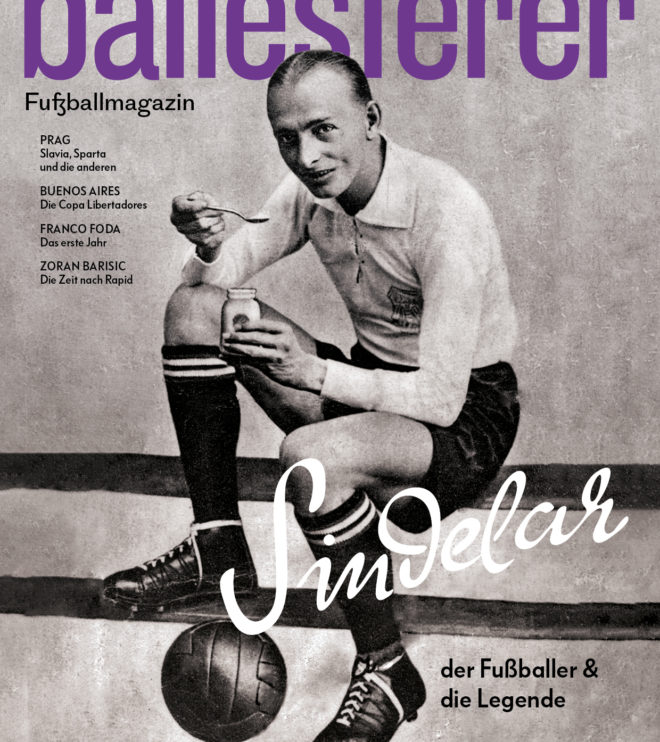 ballesterer
Fußballmagazin
PRAG
Slavia, Sparta
und die anderen
BUENOS AIRES
Die Copa Libertadores
FRANCO FODA
Das erste Jahr
ZORAN BARISIC
Die Zeit nach Rapid
Sindelar
der Fußballer &
die Legende